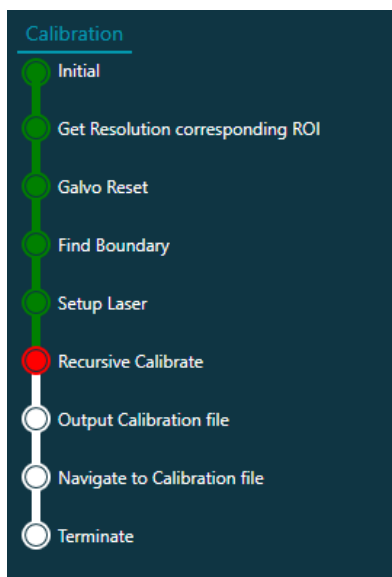 Calibration
Initial
Get Resolution corresponding ROI
Galvo Reset
Find Boundary
Setup Laser
Recursive Calibrate
Output Calibration file
Navigate to Calibration file
Terminate